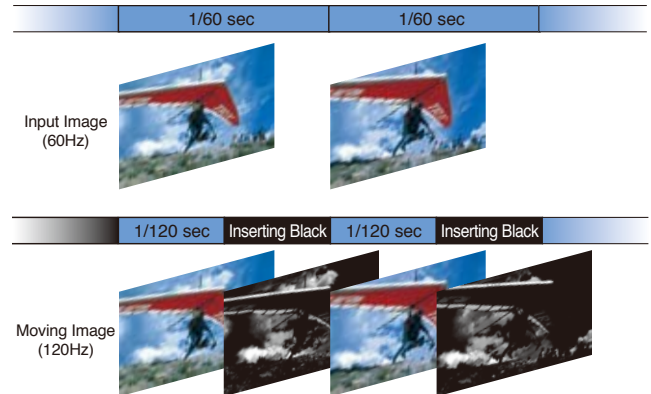 1/60 sec 1/60 sec
Input Image
(60Hz)
1/120 sec Inserting Black 1/120 sec Inserting Black
Moving Image
(120Hz)